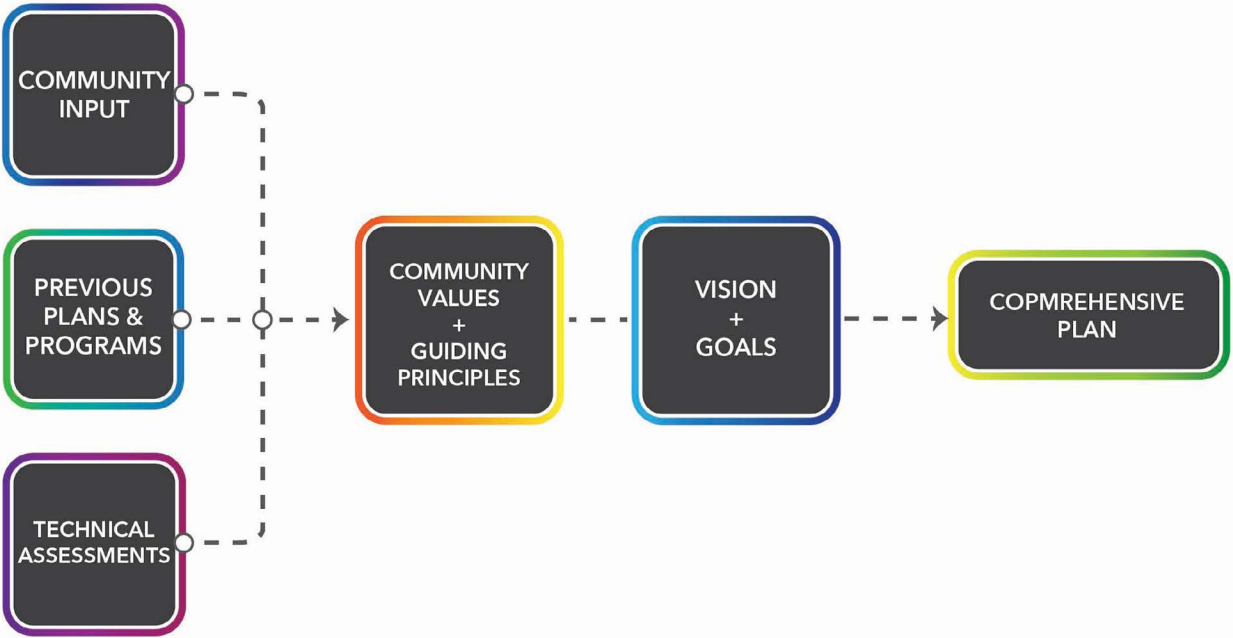 COMMUNITY
INPUT
PREVIOUS
PLANS &
PROGRAMS
TECHNICAL
ASSESSMENTS
COMMUNITY
VALUES
+
GUIDING
PRINCIPLES
VISION
+
GOALS
COPMREHENSIVE
PLAN